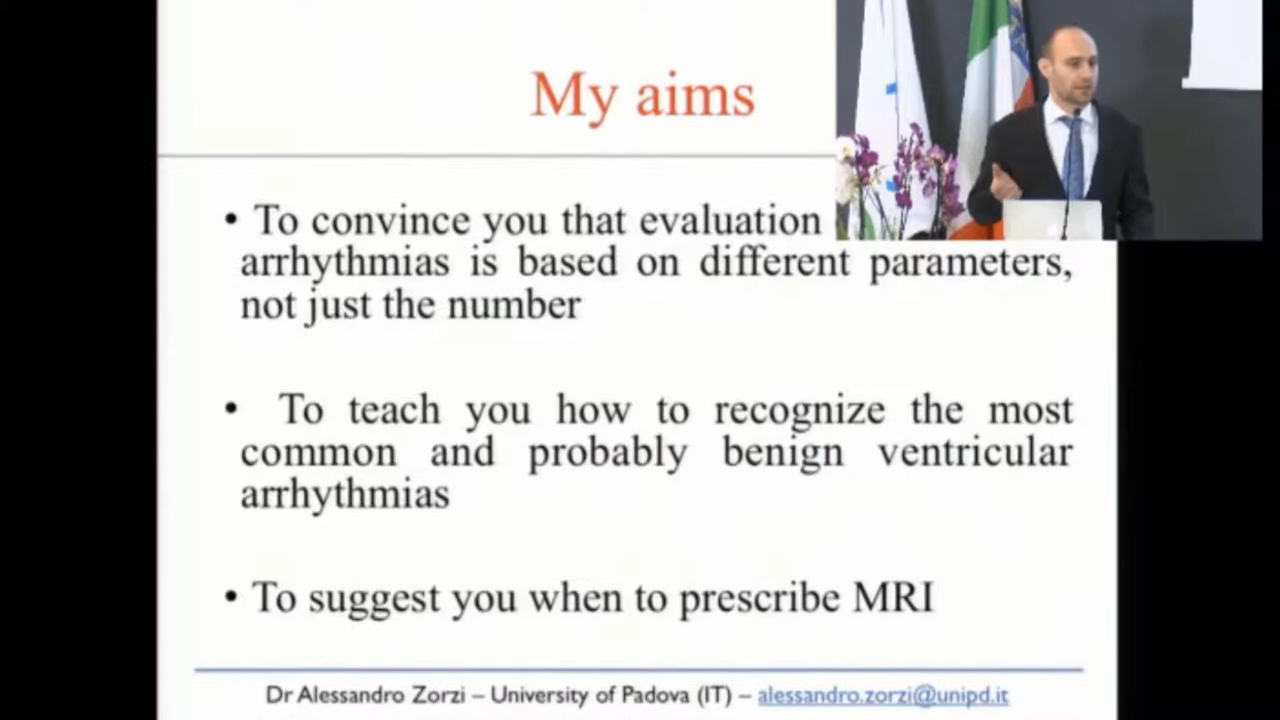 My aims
• To convince you that evaluation
arrhythmias is based on different parameters,
not just the number
• To teach you how to recognize the most
common and probably benign ventricular
arrhythmias
• To suggest you when to prescribe MRI
Dr Alessandro Zorzi – University of Padova (IT) – alessandro.zorzi@unipd.it